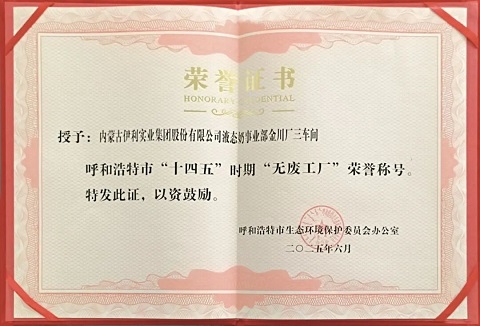 荣誉证书
HONORARY CREDENTIAL
授予：内蒙古伊利实业集团股份有限公司液态奶事业部金川厂三车间
呼和浩特市“十四五”时期“无废工厂”荣誉称号。
特发此证，以资鼓励。
呼和浩特市生态环境保护委员会办公室
二〇二五年六月